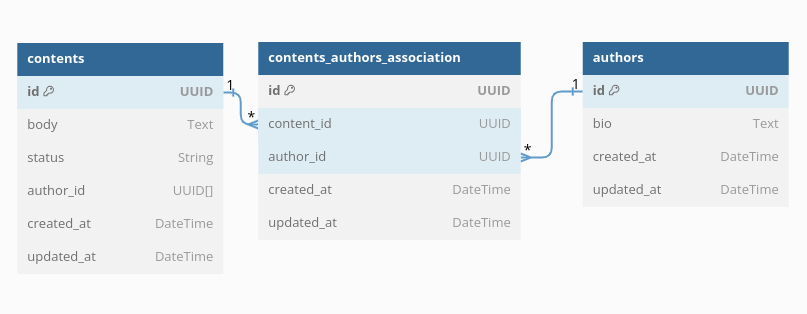 contents
id UUID
body Text
status String
author_id UUID[]
created_at DateTime
updated_at DateTime
1
*
contents_authors_association
id UUID
content_id UUID
author_id UUID
created_at DateTime
updated_at DateTime
*
1
authors
id UUID
bio Text
created_at DateTime
updated_at DateTime